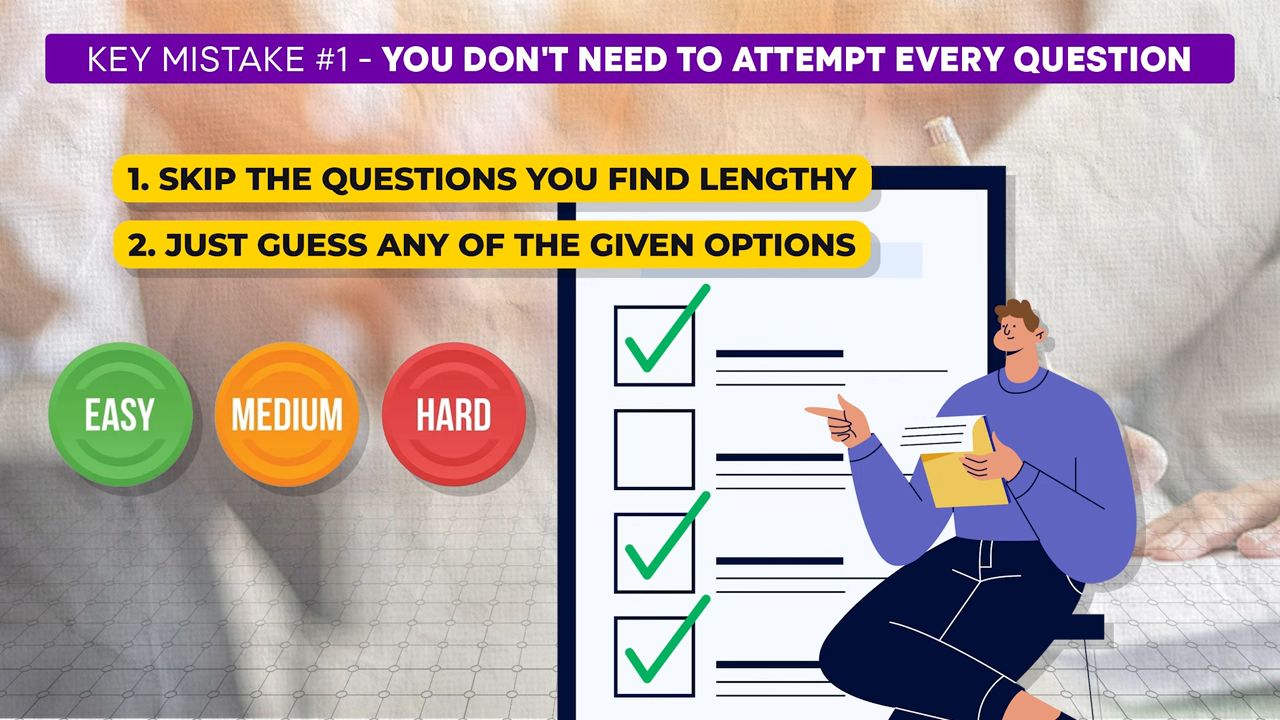 KEY MISTAKE #1 - YOU DON'T NEED TO ATTEMPT EVERY QUESTION
1. SKIP THE QUESTIONS YOU FIND LENGTHY
2. JUST GUESS ANY OF THE GIVEN OPTIONS
EASY
MEDIUM
HARD